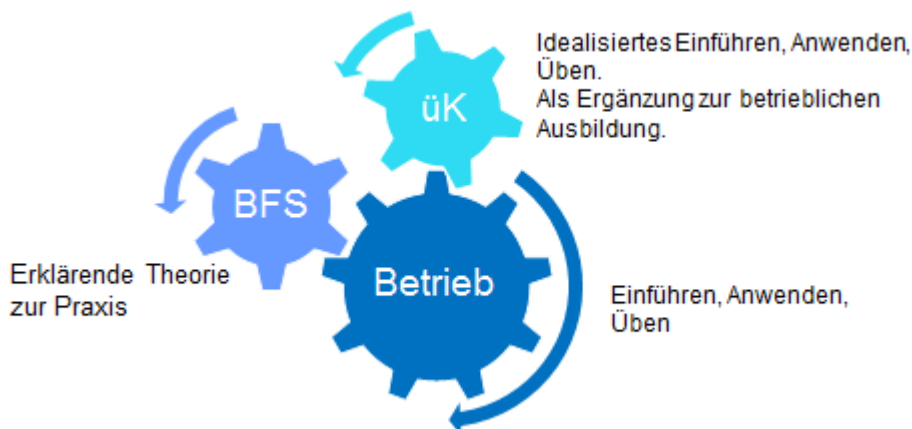 Idealisiertes Einführen, Anwenden,
Üben.
Als Ergänzung zur betrieblichen
Ausbildung.
üK
BFS
Erklärende Theorie
zur Praxis
Betrieb
Einführen, Anwenden,
Üben